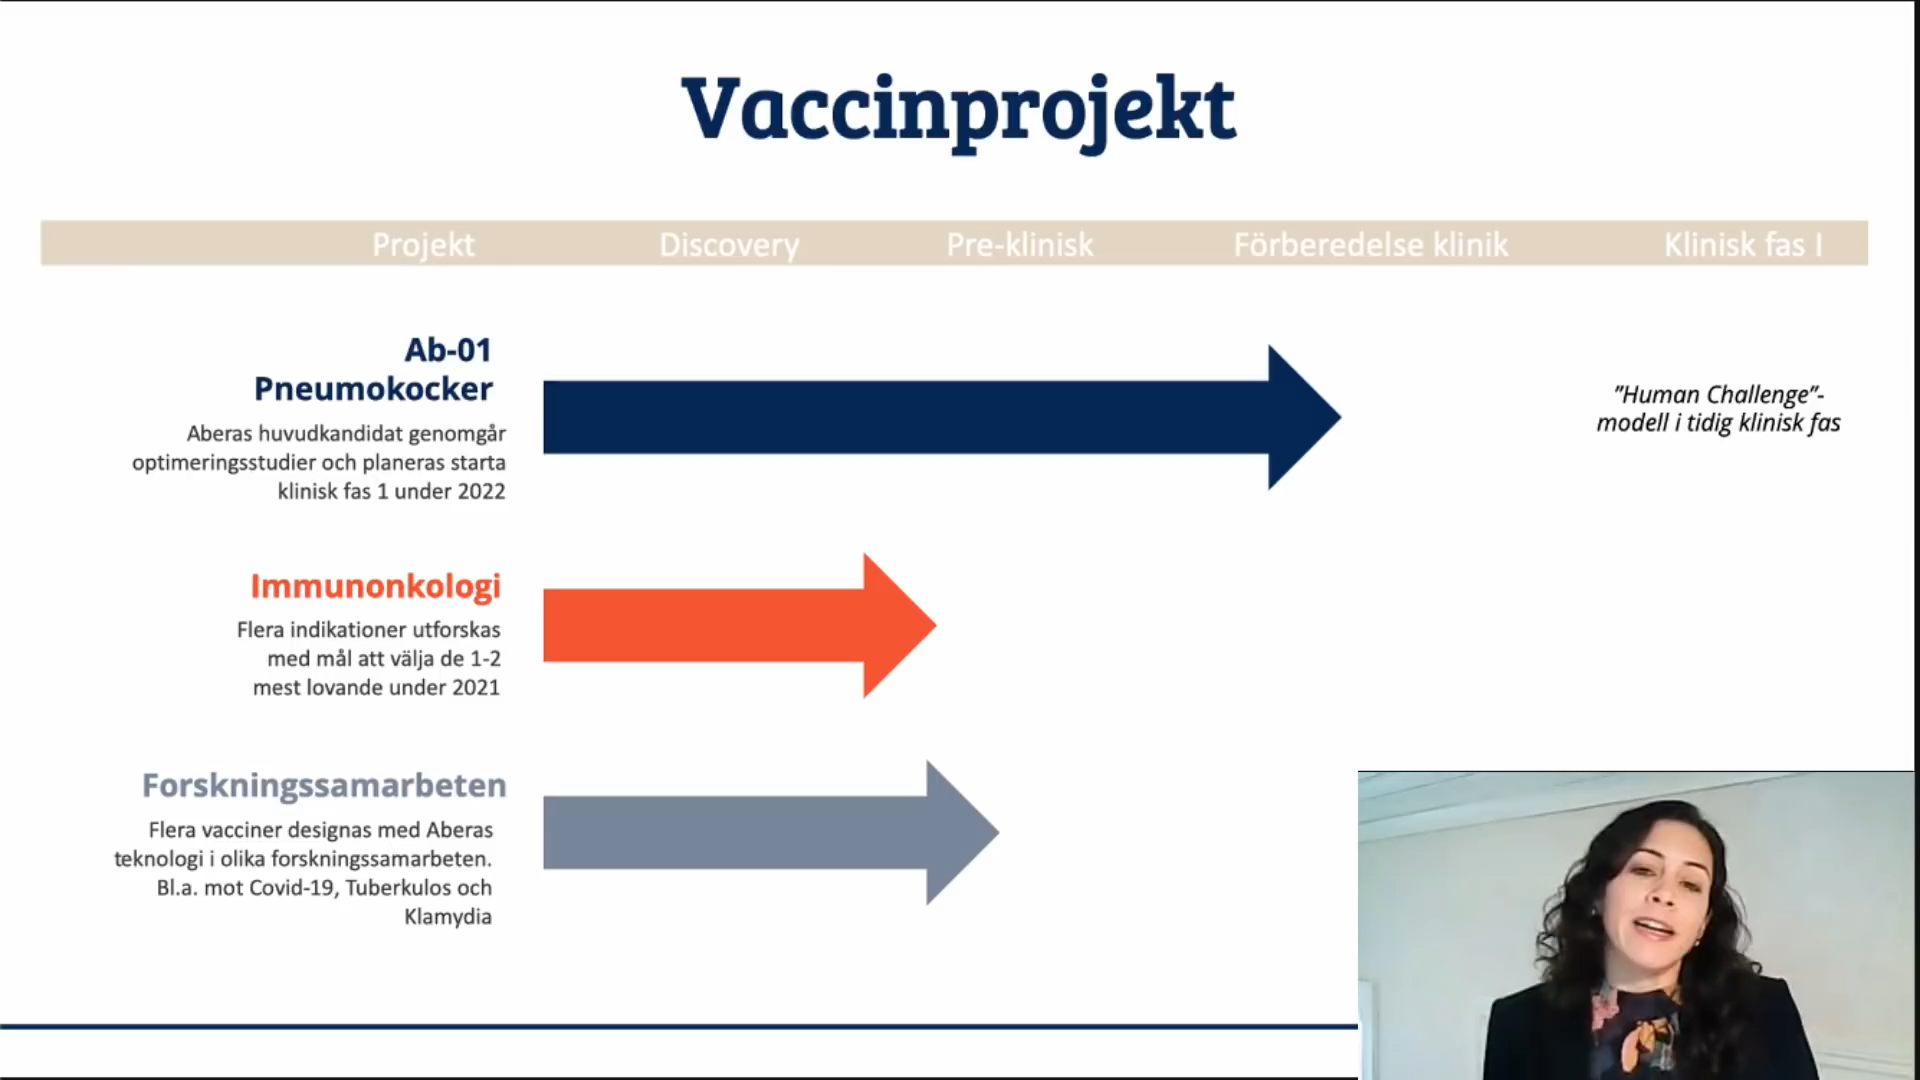 Vaccinprojekt
Projekt Discovery Pre-klinisk Förberedelse klinik Klinisk fas I
Ab-01
Pneumokocker
Aberas huvudkandidat genomgår
optimeringsstudier och planeras starta
klinisk fas 1 under 2022
”Human Challenge”-
modell i tidig klinisk fas
Immunonkologi
Flera indikationer utforskas
med mål att välja de 1-2
mest lovande under 2021
Forskningssamarbeten
Flera vacciner designas med Aberas
teknologi i olika forskningssamarbeten.
Bl.a. mot Covid-19, Tuberkulos och
Klamydia